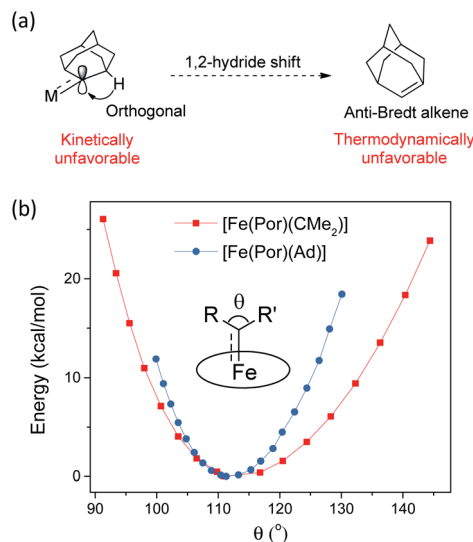 (a)
1,2-hydride shift
H
M
Orthogonal
Anti-Bredt alkene
Kinetically
unfavorable
Thermodynamically
unfavorable
(b)
[Fe(Por)(CMe₂)]
[Fe(Por)(Ad)]
θ
R R'
Fe
Energy (kcal/mol)
20
10
0
90 100 110 120 130 140
θ (°)